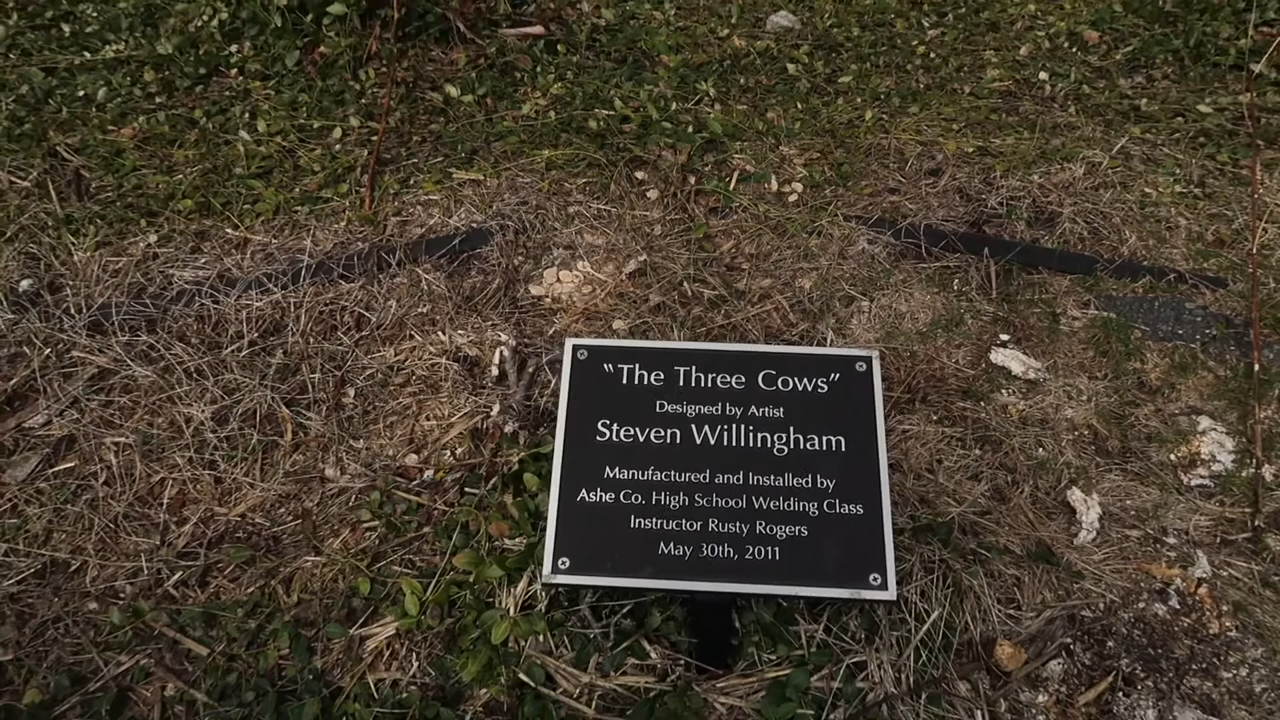 "The Three Cows"
Designed by Artist
Steven Willingham
Manufactured and Installed by
Ashe Co. High School Welding Class
Instructor Rusty Rogers
May 30th, 2011